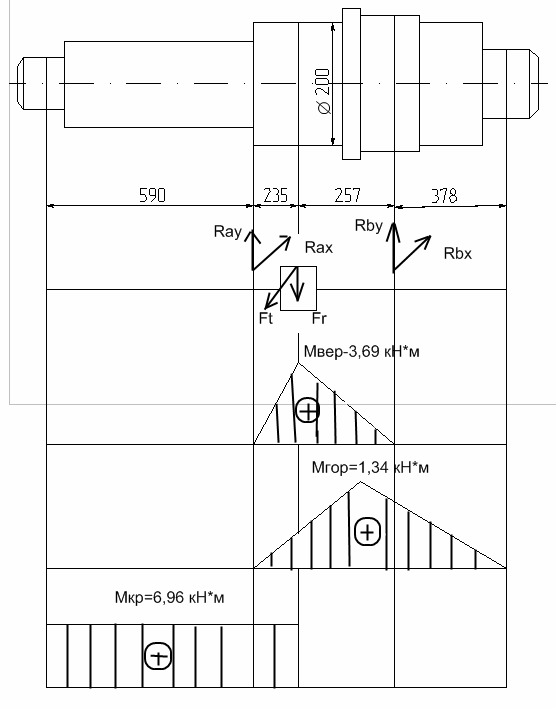 Ø 200
590
235
257
378
Ray
Rax
Rby
Rbx
Ft
Fr
Мвер-3,69 кН*м
Мгор=1,34 кН*м
Мкр=6,96 кН*м